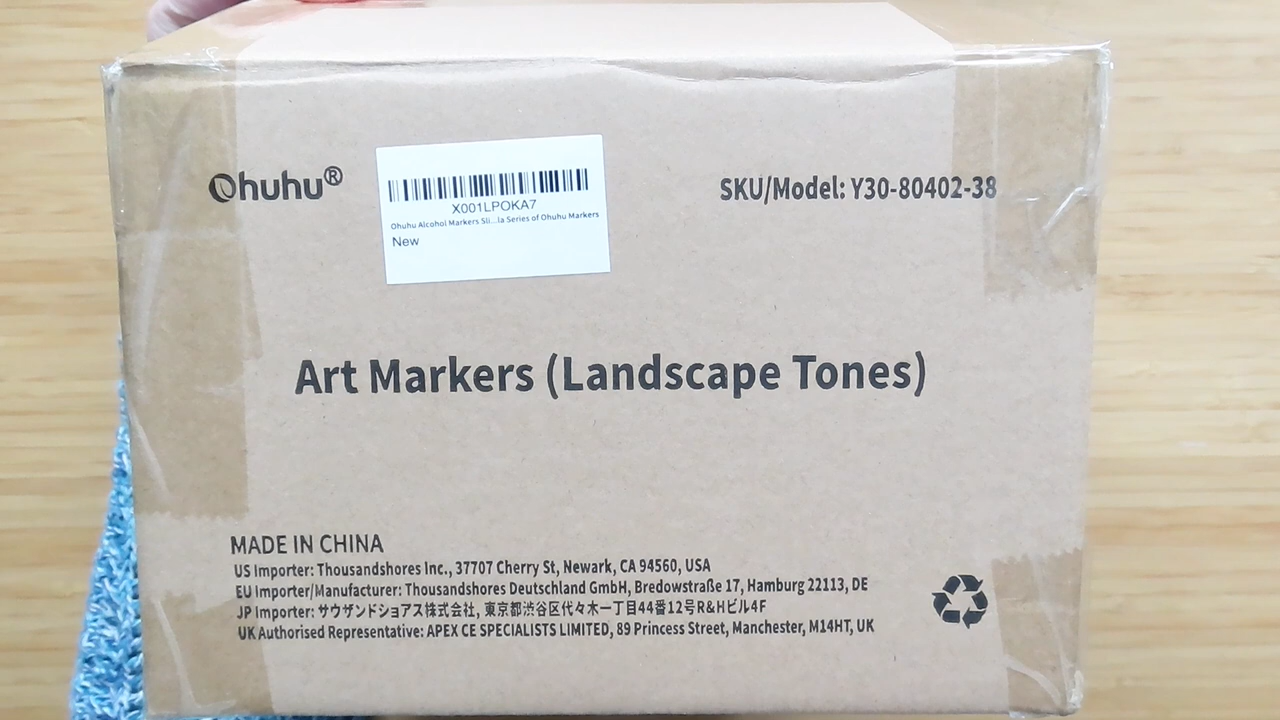 Ohuhu®
X001LPOKA7
Ohuhu Alcohol Markers Sli...la Series of Ohuhu Markers
New
SKU/Model: Y30-80402-38
Art Markers (Landscape Tones)
MADE IN CHINA
US Importer: Thousandshores Inc., 37707 Cherry St, Newark, CA 94560, USA
EU Importer/Manufacturer: Thousandshores Deutschland GmbH, Bredowstraße 17, Hamburg 22113, DE
JP Importer: サウザンドショアス株式会社, 東京都渋谷区代々木一丁目44番12号R&Hビル4F
UK Authorised Representative: APEX CE SPECIALISTS LIMITED, 89 Princess Street, Manchester, M14HT, UK